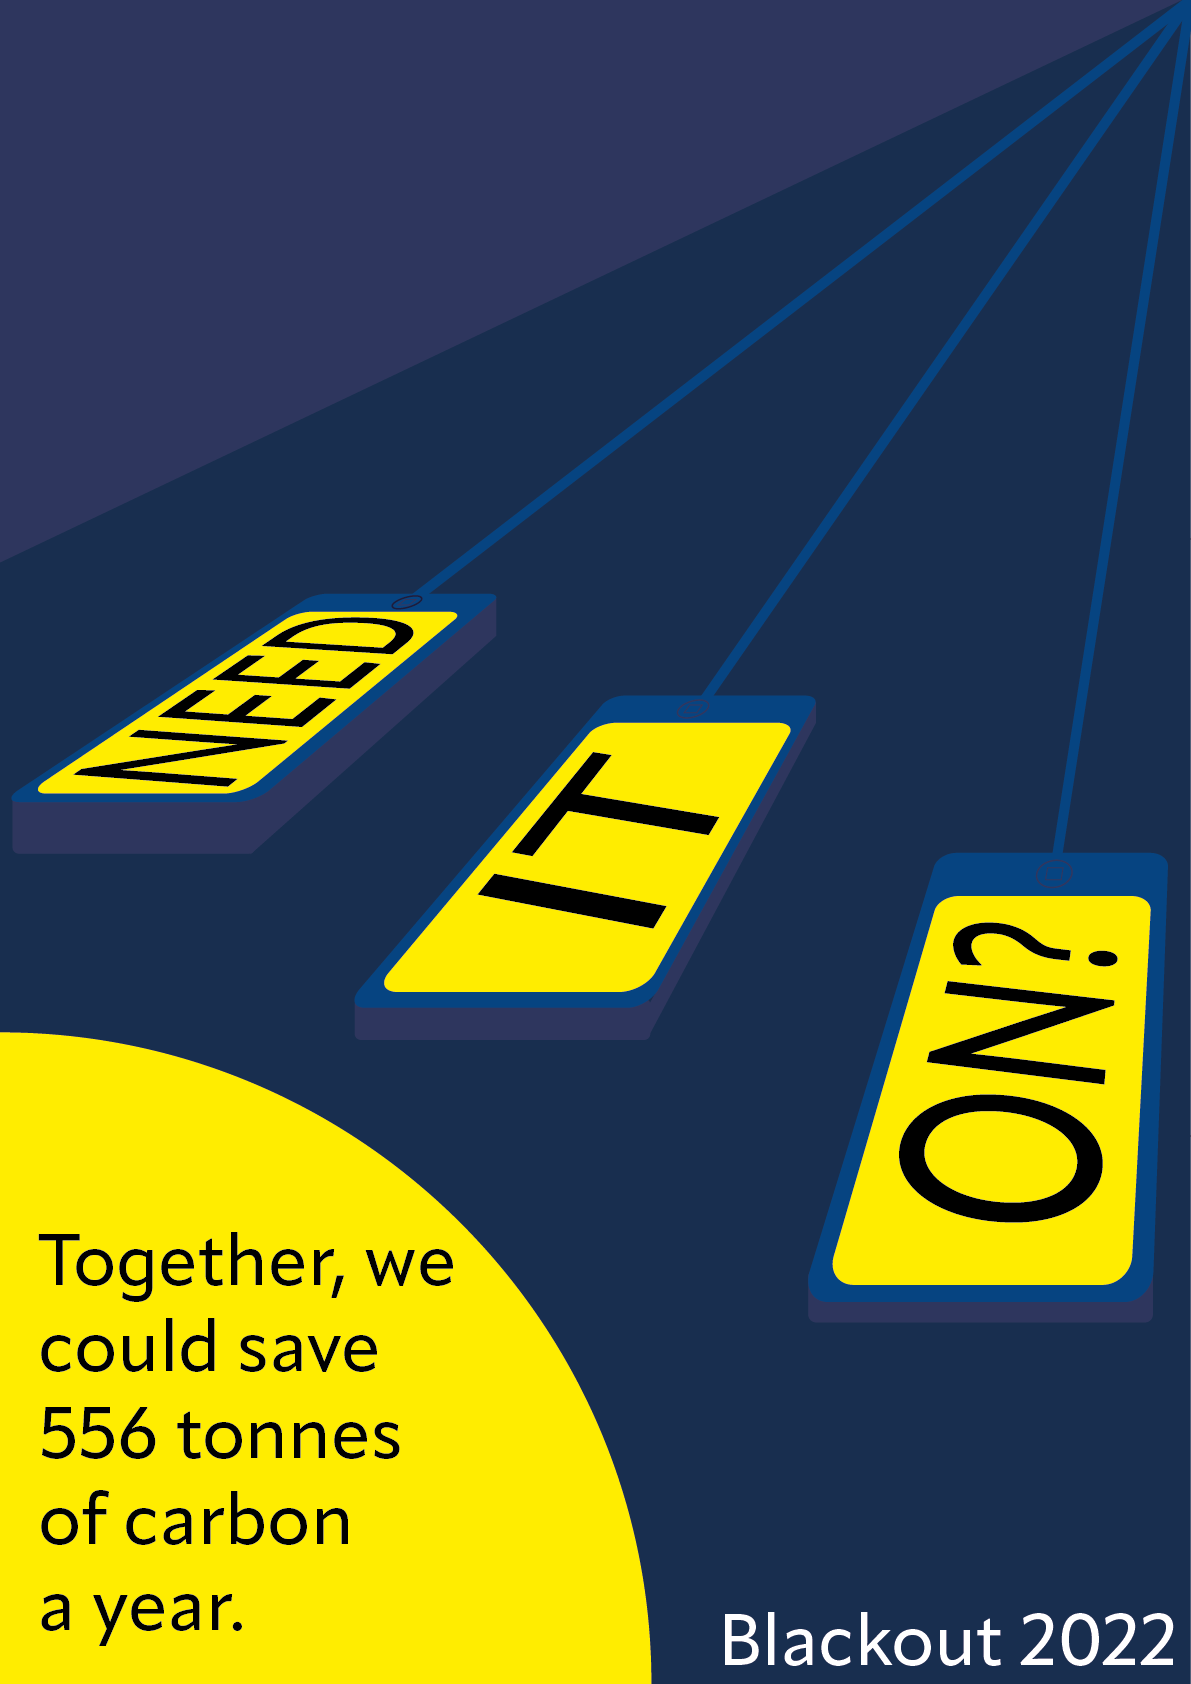 NEED
IT
ON?
Together, we
could save
556 tonnes
of carbon
a year.
Blackout 2022